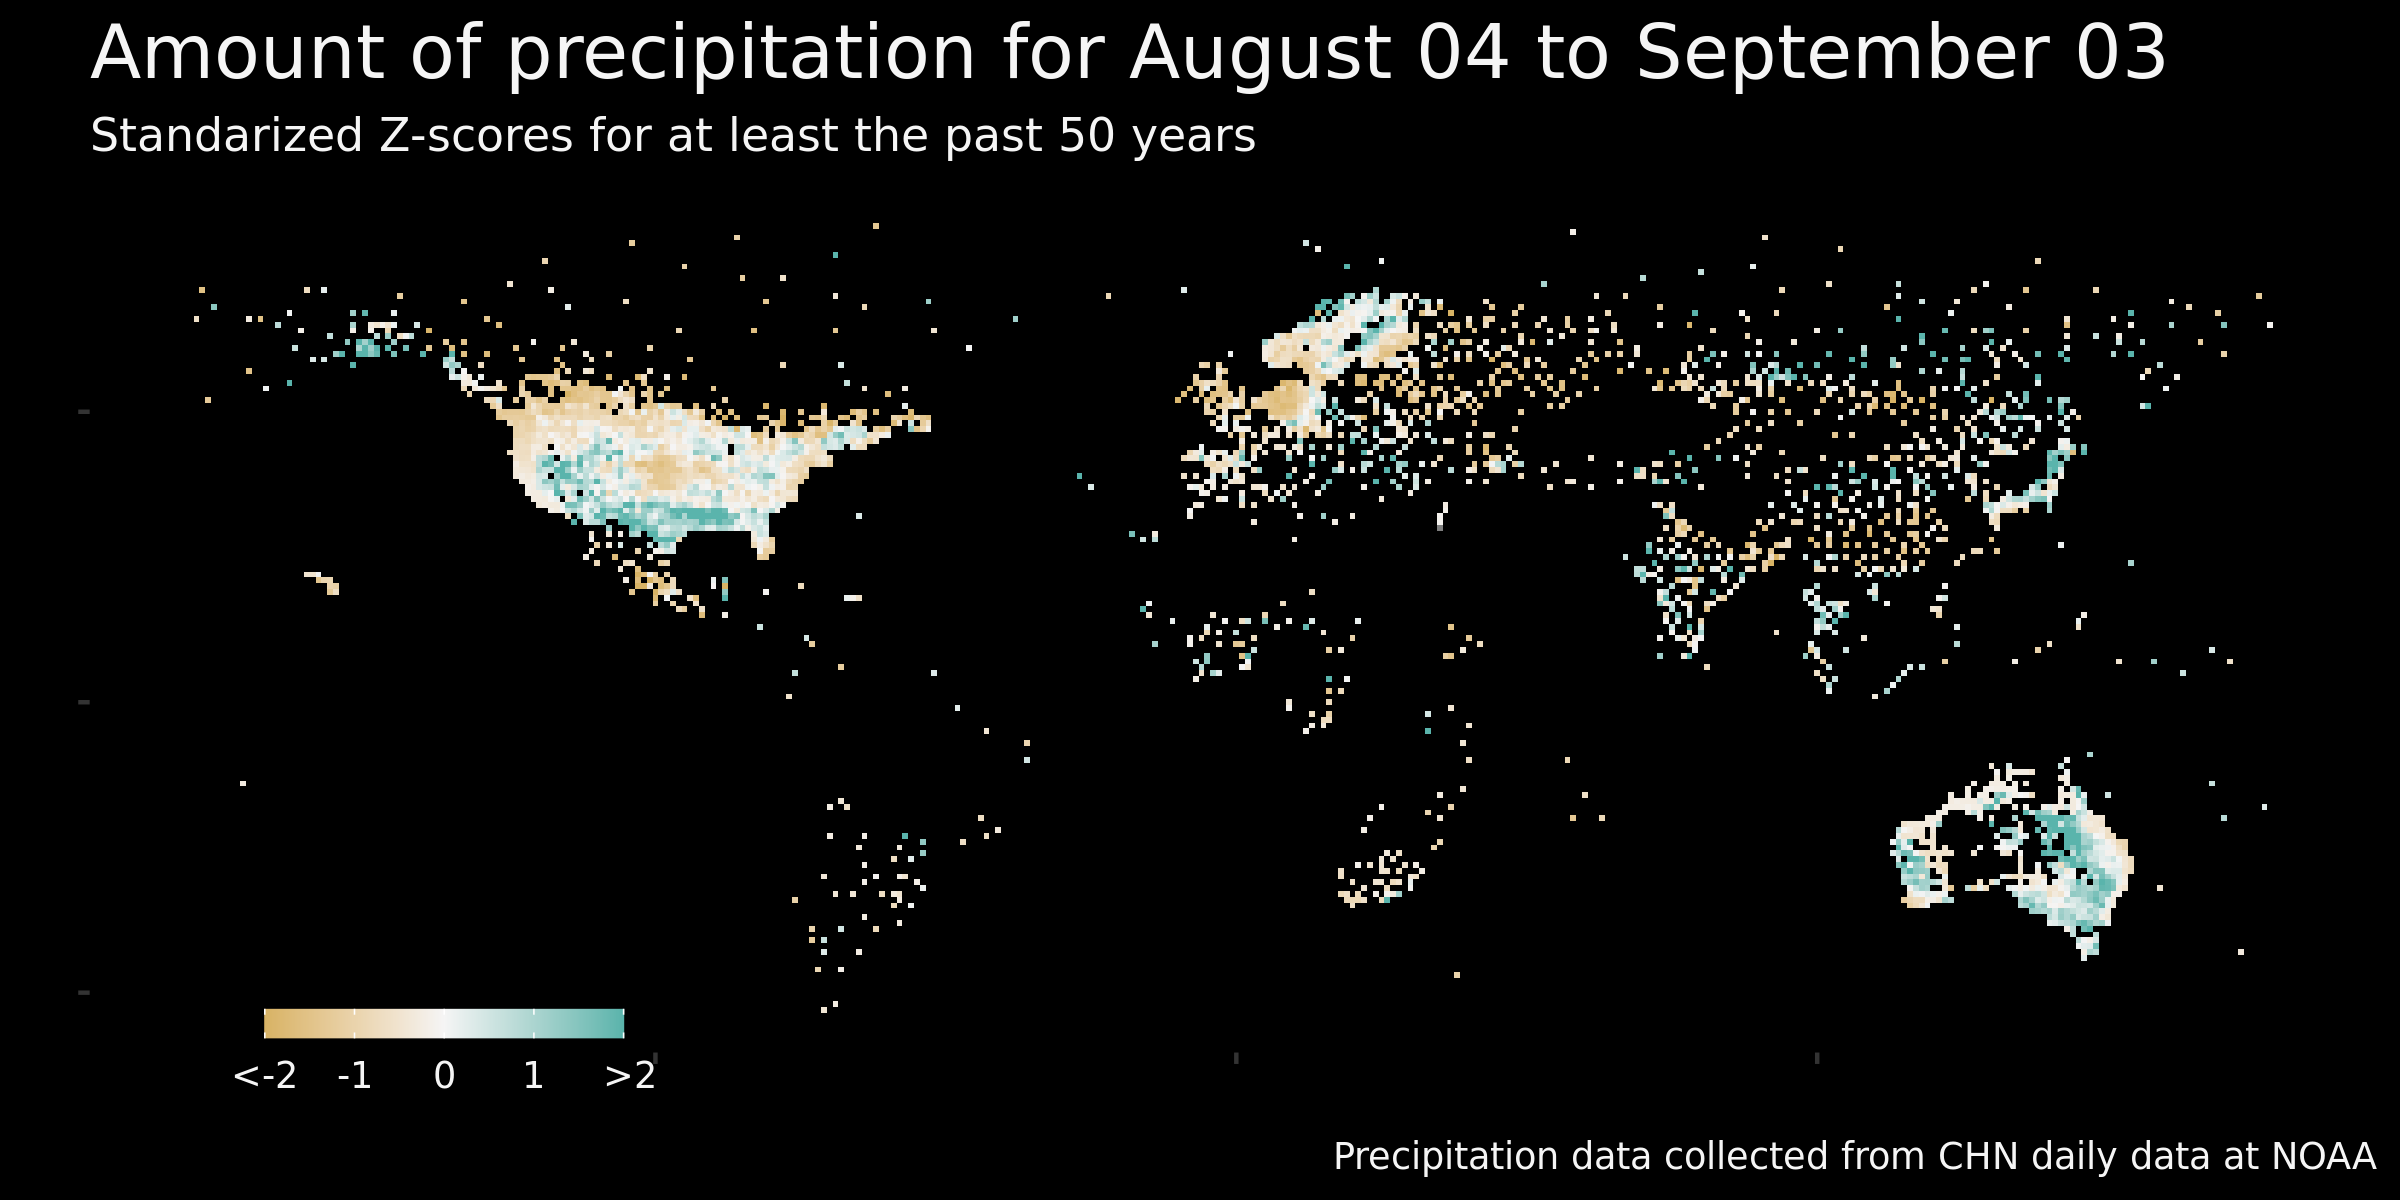 Amount of precipitation for August 04 to September 03
Standarized Z-scores for at least the past 50 years
<-2 -1 0 1 >2
Precipitation data collected from CHN daily data at NOAA